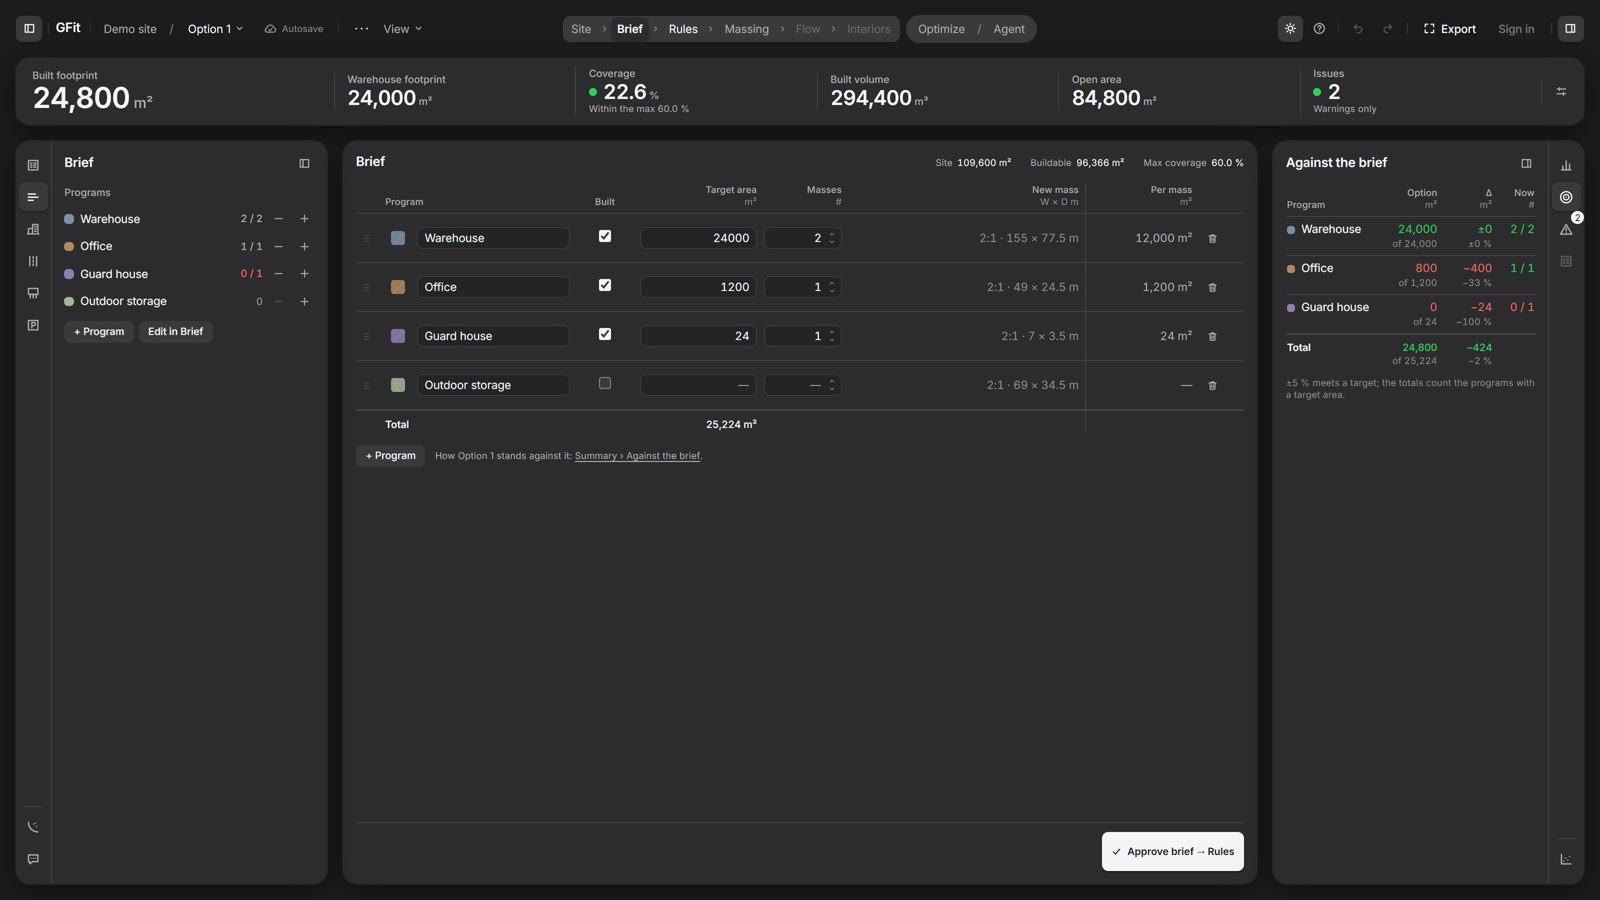 GFit
Demo site / Option 1 Autosave ··· View
Site › Brief › Rules › Massing › Flow › Interiors
Optimize / Agent
Export Sign in
Built footprint
24,800 m²
Warehouse footprint
24,000 m²
Coverage
22.6 %
Within the max 60.0 %
Built volume
294,400 m³
Open area
84,800 m²
Issues
2
Warnings only
Brief
Programs
Warehouse 2 / 2 − +
Office 1 / 1 − +
Guard house 0 / 1 − +
Outdoor storage 0 − +
+ Program Edit in Brief
Brief
Site 109,600 m² Buildable 96,366 m² Max coverage 60.0 %
Program Built Target area m² Masses # New mass W × D m Per mass m²
Warehouse 24000 2 2:1 · 155 × 77.5 m 12,000 m²
Office 1200 1 2:1 · 49 × 24.5 m 1,200 m²
Guard house 24 1 2:1 · 7 × 3.5 m 24 m²
Outdoor storage — — 2:1 · 69 × 34.5 m —
Total 25,224 m²
+ Program How Option 1 stands against it: Summary › Against the brief.
✓ Approve brief → Rules
Against the brief
Program Option m² Δ m² Now #
Warehouse 24,000 ±0 2 / 2
of 24,000 ±0 %
Office 800 −400 1 / 1
of 1,200 −33 %
Guard house 0 −24 0 / 1
of 24 −100 %
Total 24,800 −424
of 25,224 −2 %
±5 % meets a target; the totals count the programs with
a target area.
2